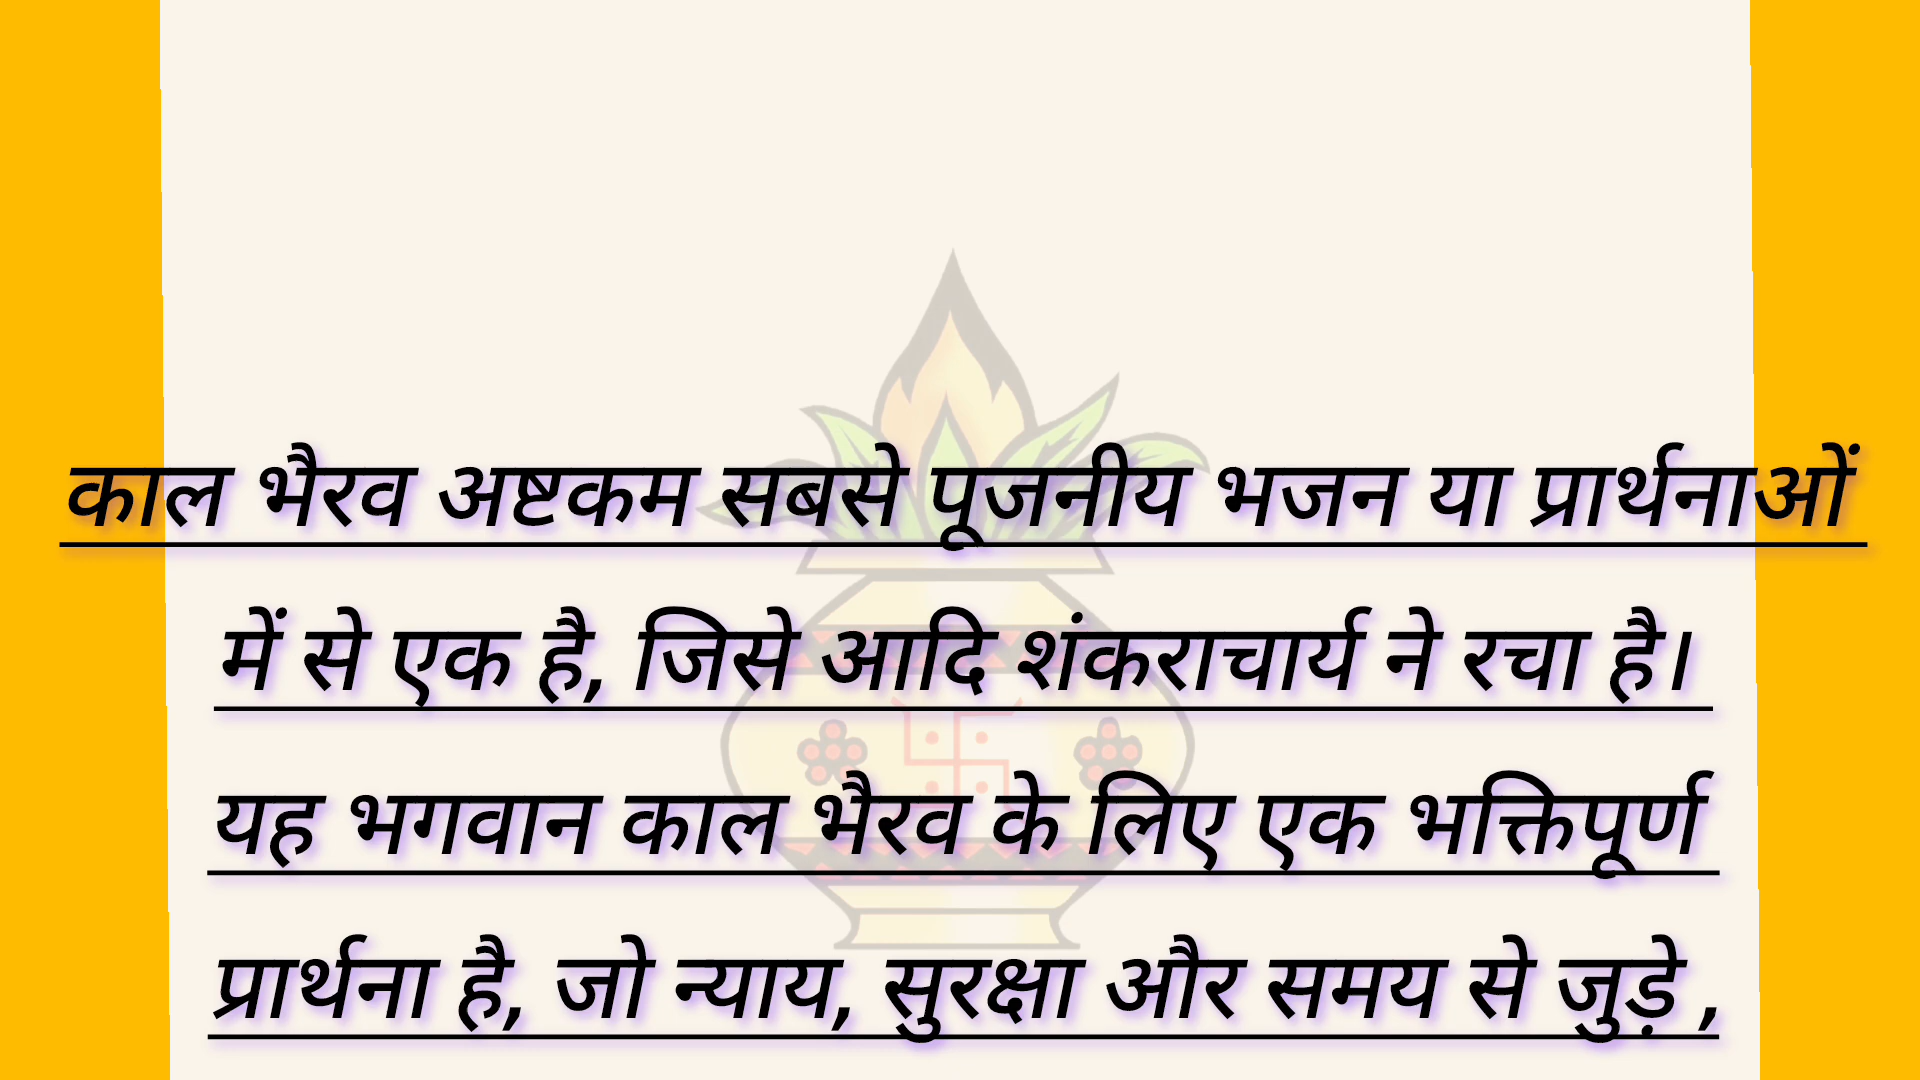 काल भैरव अष्टकम सबसे पूजनीय भजन या प्रार्थनाओं
में से एक है, जिसे आदि शंकराचार्य ने रचा है।
यह भगवान काल भैरव के लिए एक भक्तिपूर्ण
प्रार्थना है, जो न्याय, सुरक्षा और समय से जुड़े ,